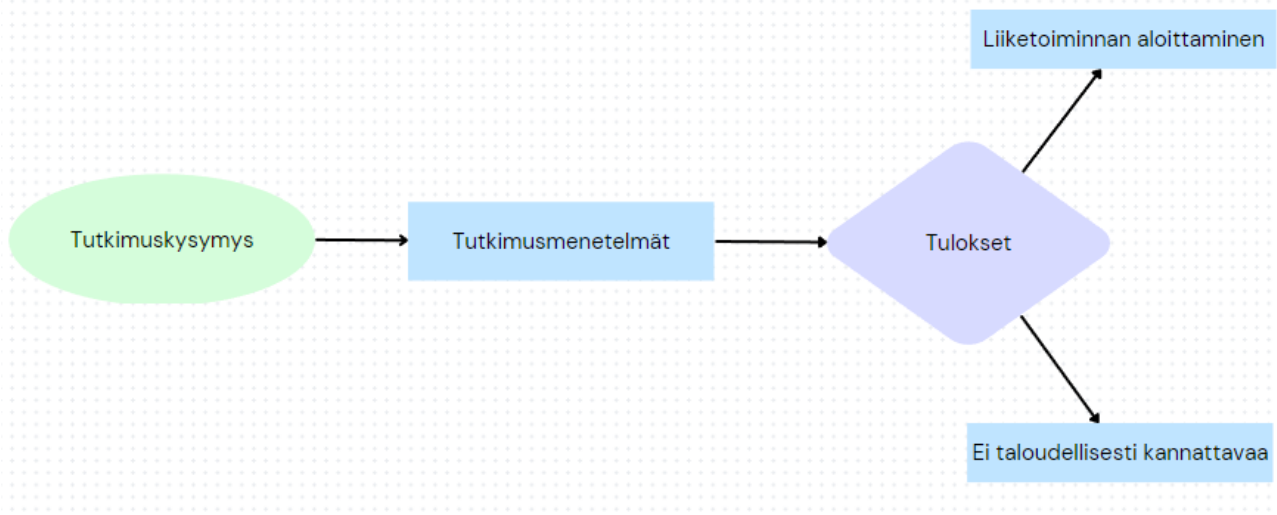 Liiketoiminnan aloittaminen
Tutkimuskysymys
Tutkimusmenetelmät
Tulokset
Ei taloudellisesti kannattavaa